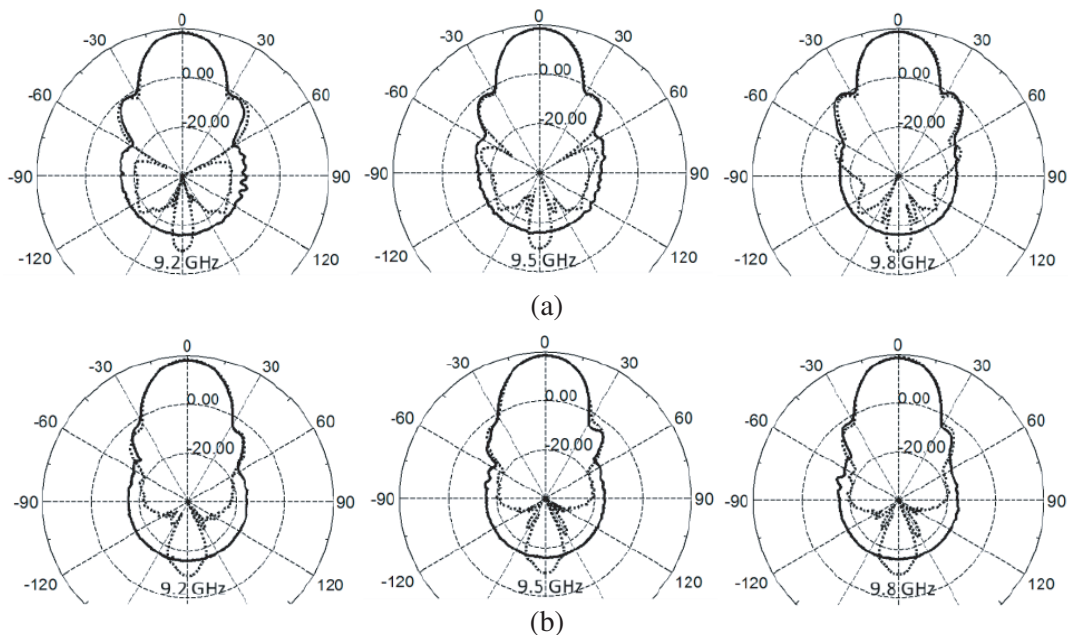 0 0 0
-30 30 -30 30 -30 30
0.00 0.00 0.00
-60 60 -60 60 -60 60
-20.00 -20.00 -20.00
-90 90 -90 90 -90 90
-120 120 -120 120 -120 120
9.2 GHz 9.5 GHz 9.8 GHz
(a)
0 0 0
-30 30 -30 30 -30 30
0.00 0.00 0.00
-60 60 -60 60 -60 60
-20.00 -20.00 -20.00
-90 90 -90 90 -90 90
-120 120 -120 120 -120 120
9.2 GHz 9.5 GHz 9.8 GHz
(b)